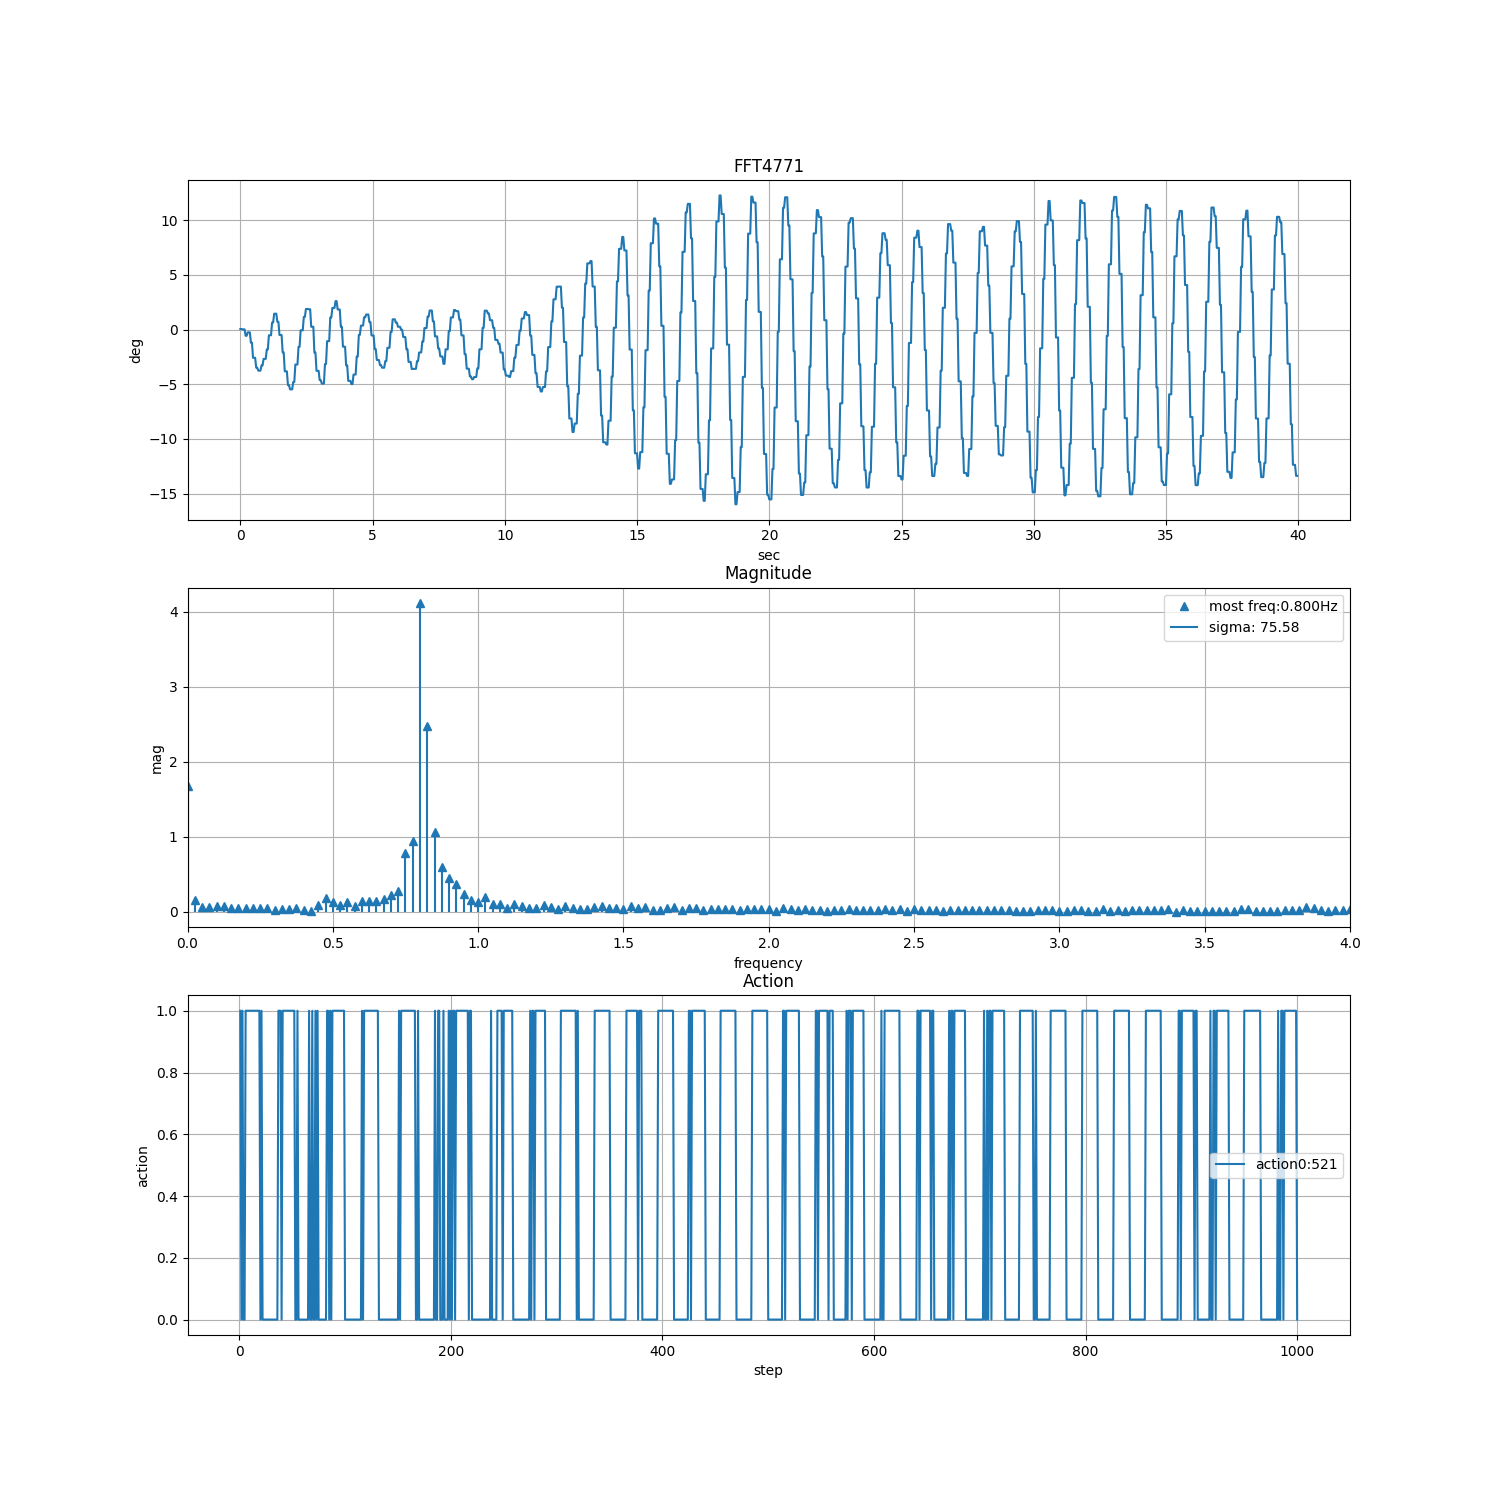 FFT4771
10
5
0
−5
−10
−15
deg
0 5 10 15 20 25 30 35 40
sec
Magnitude
most freq:0.800Hz
sigma: 75.58
4
3
2
1
0
mag
0.0 0.5 1.0 1.5 2.0 2.5 3.0 3.5 4.0
frequency
Action
1.0
0.8
0.6
0.4
0.2
0.0
action
action0:521
0 200 400 600 800 1000
step